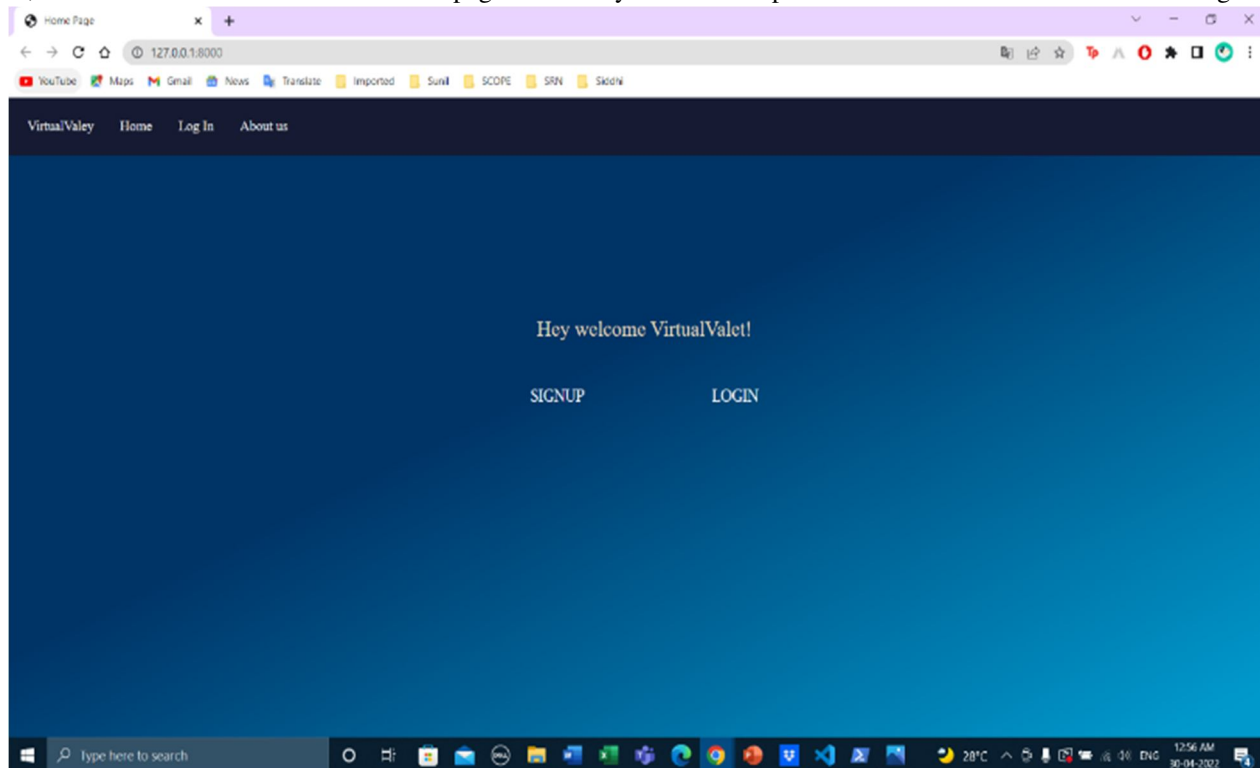 Home Page
127.0.0.1:8000
YouTube Maps Gmail News Translate Imported Sunil SCOPE SRN Siddhi
VirtualValey Home Log In About us
Hey welcome VirtualValet!
SIGNUP LOGIN
Type here to search 28°C ENG 12:56 AM
30-04-2022